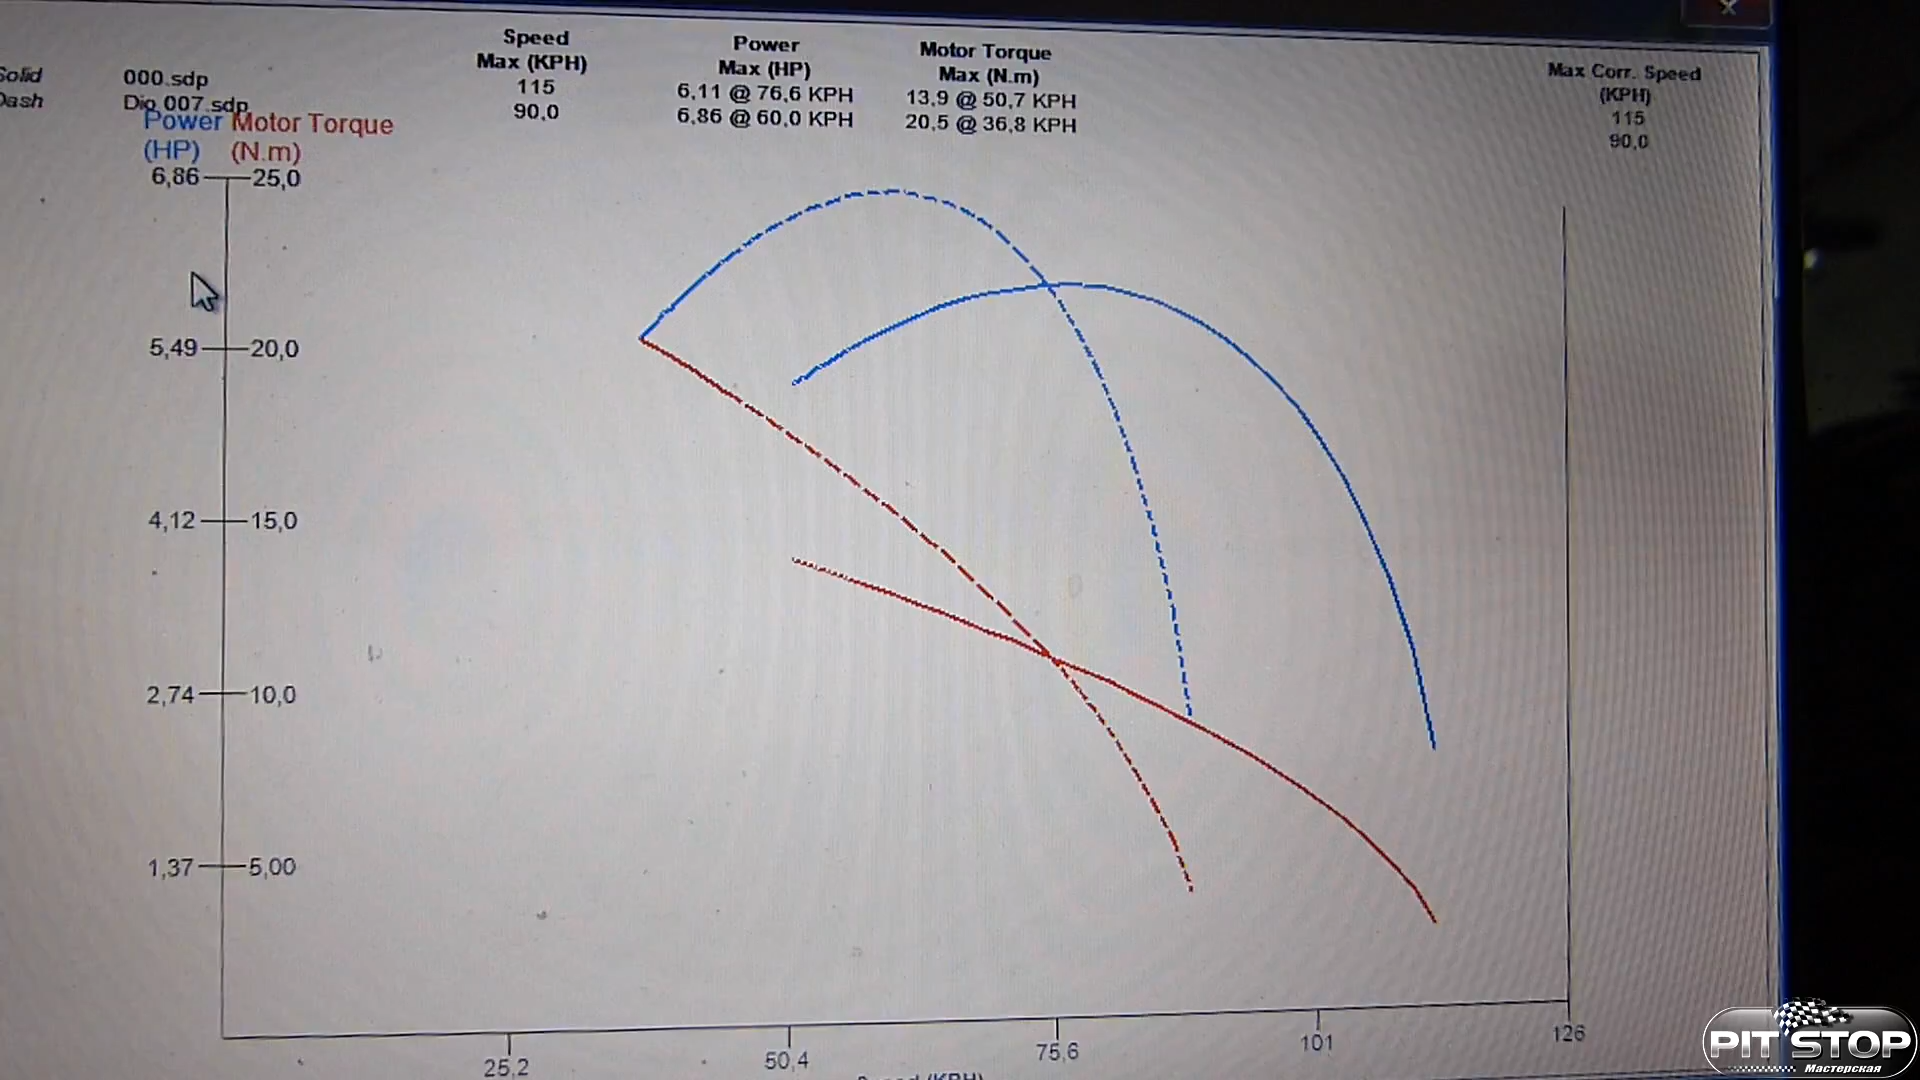 Solid 000.sdp
Dash Dio 007.sdp
Speed
Max (KPH)
115
90,0
Power
Max (HP)
6,11 @ 76,6 KPH
6,86 @ 60,0 KPH
Motor Torque
Max (N.m)
13,9 @ 50,7 KPH
20,5 @ 36,8 KPH
Max Corr. Speed
(KPH)
115
90,0
Power Motor Torque
(HP) (N.m)
6,86 25,0
5,49 20,0
4,12 15,0
2,74 10,0
1,37 5,00
25,2 50,4 75,6 101 126
Speed (KPH)
PIT STOP
Мастерская